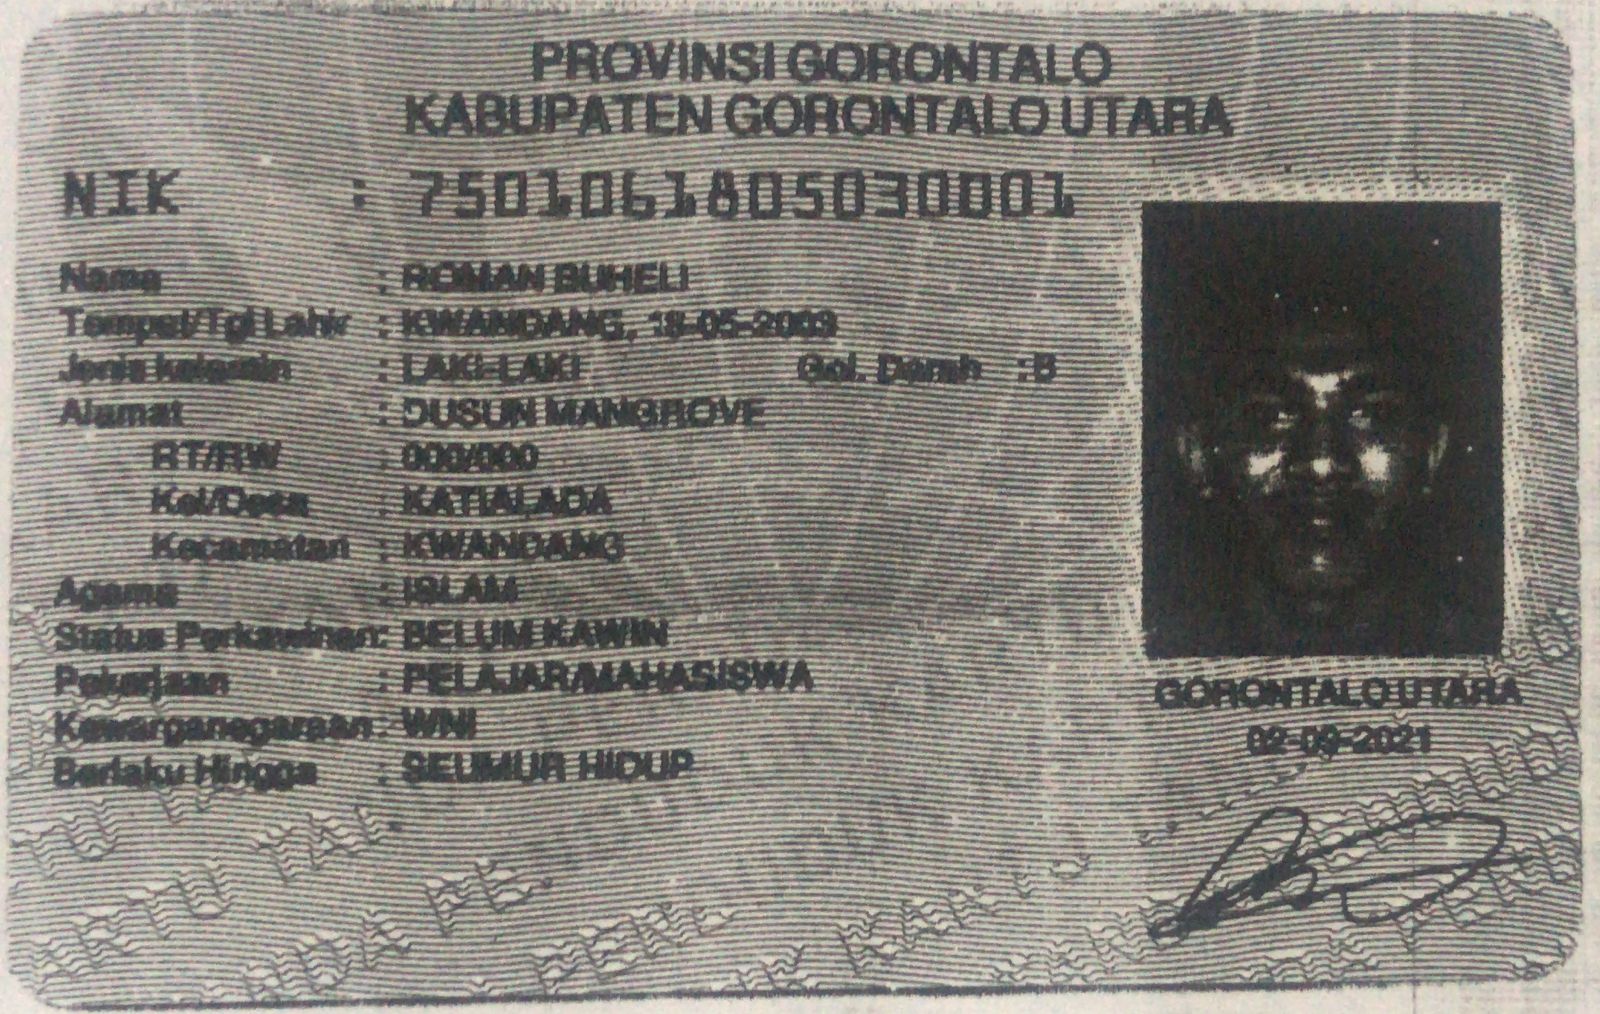 PROVINSI GORONTALO
KABUPATEN GORONTALO UTARA
NIK : 7501061805030001
Nama : ROMAN BUHELI
Tempat/Tgl Lahir : KWANDANG, 18-05-2003
Jenis kelamin : LAKI-LAKI Gol. Darah : B
Alamat : DUSUN MANGROVE
RT/RW : 000/000
Kel/Desa : KATIALADA
Kecamatan : KWANDANG
Agama : ISLAM
Status Perkawinan: BELUM KAWIN
Pekerjaan : PELAJAR/MAHASISWA
Kewarganegaraan: WNI
Berlaku Hingga : SEUMUR HIDUP
GORONTALO UTARA
02-09-2021